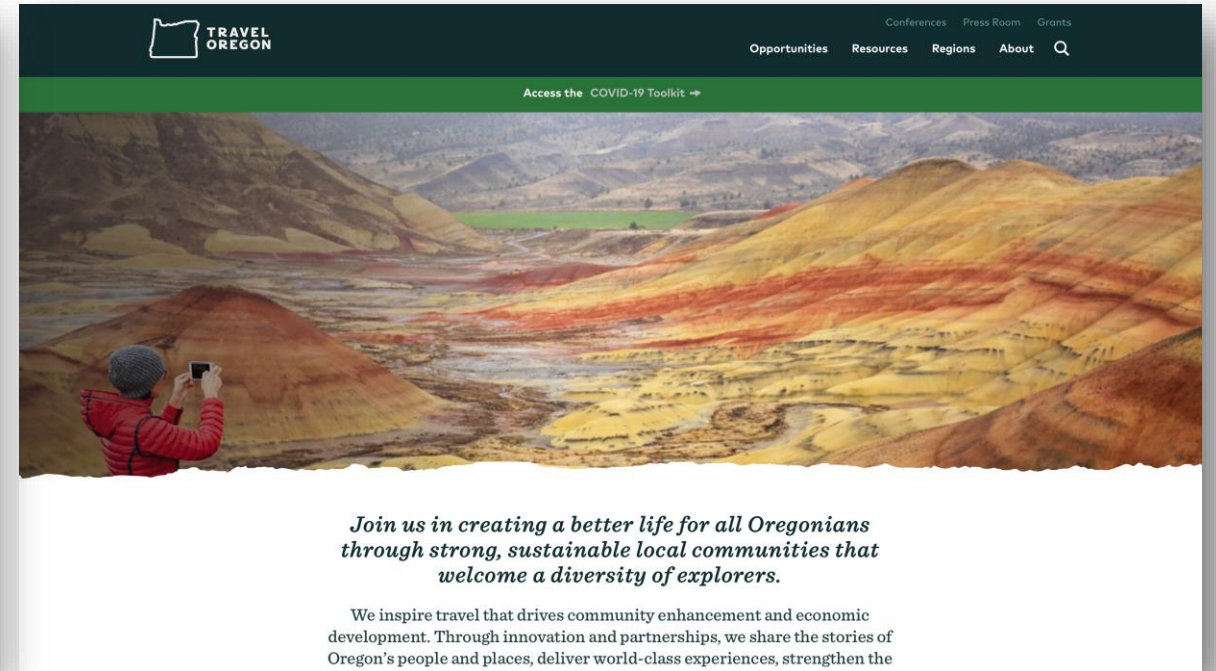 TRAVEL
OREGON
Conferences Press Room Grants
Opportunities Resources Regions About
Access the COVID-19 Toolkit →
Join us in creating a better life for all Oregonians
through strong, sustainable local communities that
welcome a diversity of explorers.
We inspire travel that drives community enhancement and economic
development. Through innovation and partnerships, we share the stories of
Oregon’s people and places, deliver world-class experiences, strengthen the